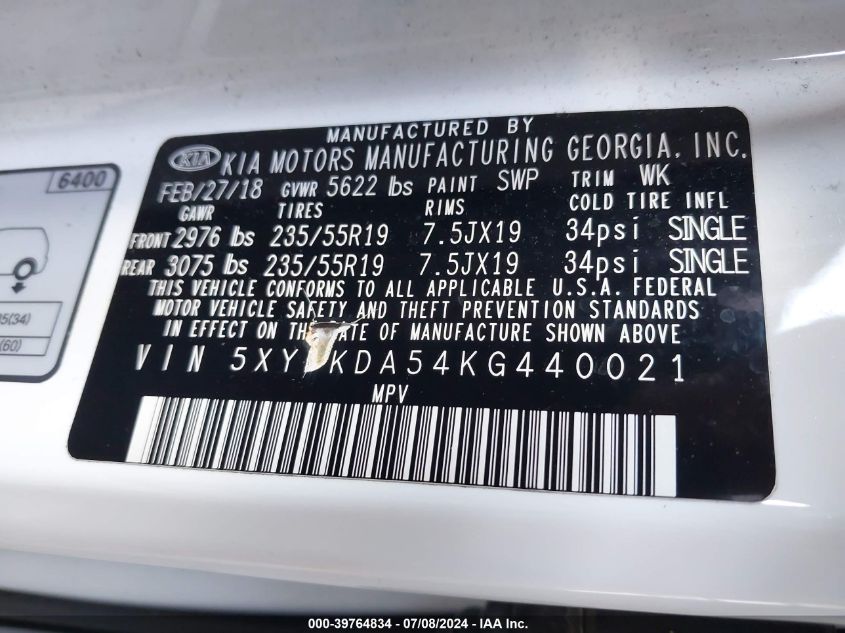 MANUFACTURED BY
KIA KIA MOTORS MANUFACTURING GEORGIA, INC.
FEB/27/18 GVWR 5622 lbs PAINT SWP TRIM WK
GAWR TIRES RIMS COLD TIRE INFL
FRONT 2976 lbs 235/55R19 7.5JX19 34psi SINGLE
REAR 3075 lbs 235/55R19 7.5JX19 34psi SINGLE
THIS VEHICLE CONFORMS TO ALL APPLICABLE U.S.A. FEDERAL
MOTOR VEHICLE SAFETY AND THEFT PREVENTION STANDARDS
IN EFFECT ON THE DATE OF MANUFACTURE SHOWN ABOVE
VIN 5XY KDA54KG440021
MPV
6400
5(34)
(60)
000-39764834 / 07/08/2024 - IAA Inc.